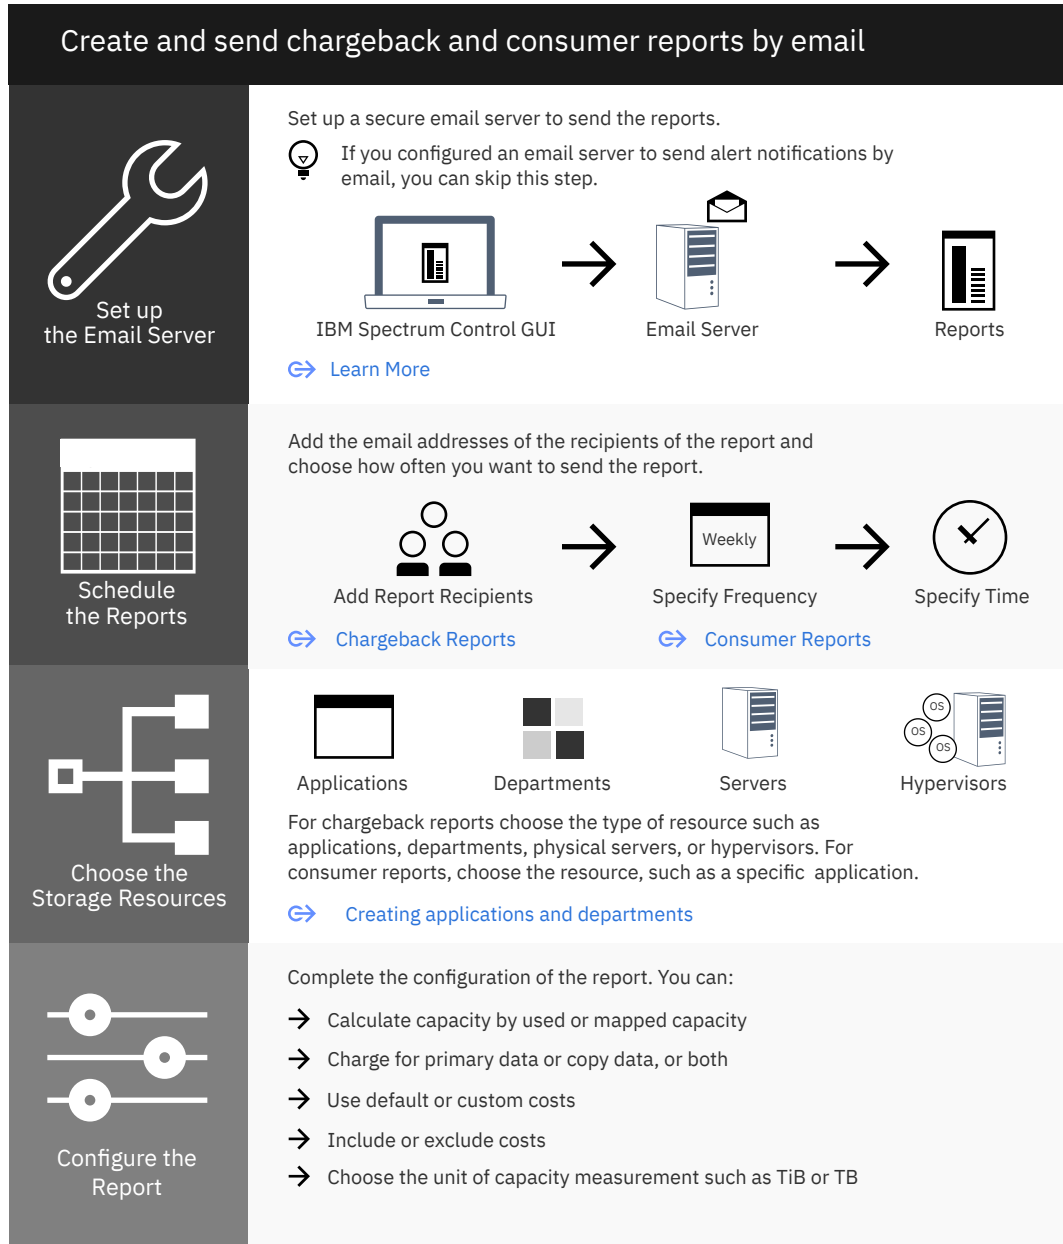 Create and send chargeback and consumer reports by email
Set up a secure email server to send the reports.
If you configured an email server to send alert notifications by
email, you can skip this step.
Set up
the Email Server
IBM Spectrum Control GUI
Email Server
Reports
Learn More
Add the email addresses of the recipients of the report and
choose how often you want to send the report.
Weekly
Schedule
the Reports
Add Report Recipients
Specify Frequency
Specify Time
Chargeback Reports
Consumer Reports
OS
OS
OS
Applications
Departments
Servers
Hypervisors
For chargeback reports choose the type of resource such as
applications, departments, physical servers, or hypervisors. For
consumer reports, choose the resource, such as a specific  application.
Choose the
Storage Resources
Creating applications and departments
Complete the configuration of the report. You can:
Calculate capacity by used or mapped capacity
Charge for primary data or copy data, or both
Use default or custom costs
Include or exclude costs
Choose the unit of capacity measurement such as TiB or TB
Configure the
Report